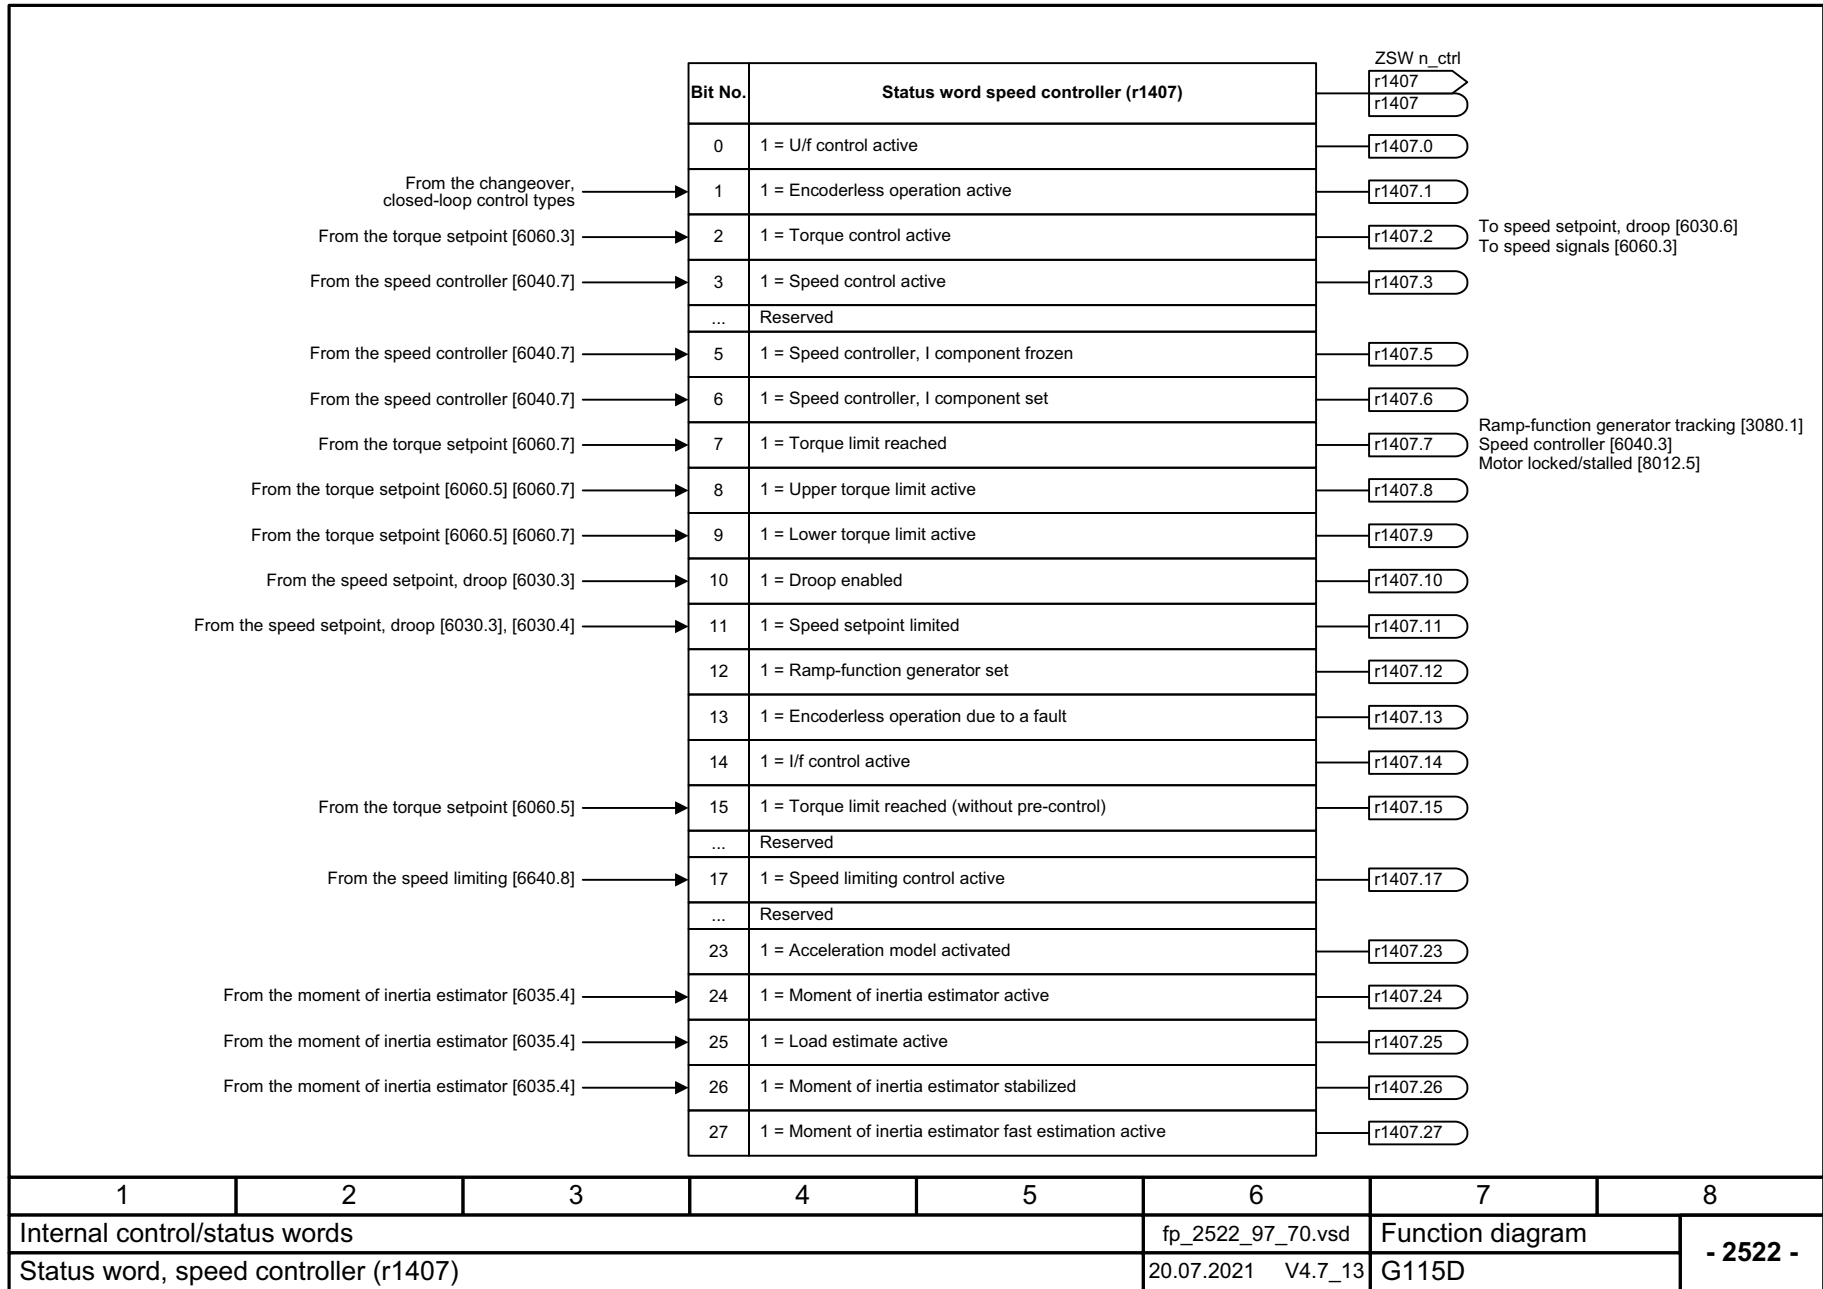 ZSW n_ctrl
Bit No. Status word speed controller (r1407) r1407
r1407
0 1 = U/f control active r1407.0
From the changeover,
closed-loop control types 1 1 = Encoderless operation active r1407.1
From the torque setpoint [6060.3] 2 1 = Torque control active r1407.2 To speed setpoint, droop [6030.6]
To speed signals [6060.3]
From the speed controller [6040.7] 3 1 = Speed control active r1407.3
... Reserved
From the speed controller [6040.7] 5 1 = Speed controller, I component frozen r1407.5
From the speed controller [6040.7] 6 1 = Speed controller, I component set r1407.6
From the torque setpoint [6060.7] 7 1 = Torque limit reached r1407.7 Ramp-function generator tracking [3080.1]
Speed controller [6040.3]
Motor locked/stalled [8012.5]
From the torque setpoint [6060.5] [6060.7] 8 1 = Upper torque limit active r1407.8
From the torque setpoint [6060.5] [6060.7] 9 1 = Lower torque limit active r1407.9
From the speed setpoint, droop [6030.3] 10 1 = Droop enabled r1407.10
From the speed setpoint, droop [6030.3], [6030.4] 11 1 = Speed setpoint limited r1407.11
12 1 = Ramp-function generator set r1407.12
13 1 = Encoderless operation due to a fault r1407.13
14 1 = I/f control active r1407.14
From the torque setpoint [6060.5] 15 1 = Torque limit reached (without pre-control) r1407.15
... Reserved
From the speed limiting [6640.8] 17 1 = Speed limiting control active r1407.17
... Reserved
23 1 = Acceleration model activated r1407.23
From the moment of inertia estimator [6035.4] 24 1 = Moment of inertia estimator active r1407.24
From the moment of inertia estimator [6035.4] 25 1 = Load estimate active r1407.25
From the moment of inertia estimator [6035.4] 26 1 = Moment of inertia estimator stabilized r1407.26
27 1 = Moment of inertia estimator fast estimation active r1407.27
1 2 3 4 5 6 7 8
Internal control/status words fp_2522_97_70.vsd Function diagram - 2522 -
Status word, speed controller (r1407) 20.07.2021 V4.7_13 G115D